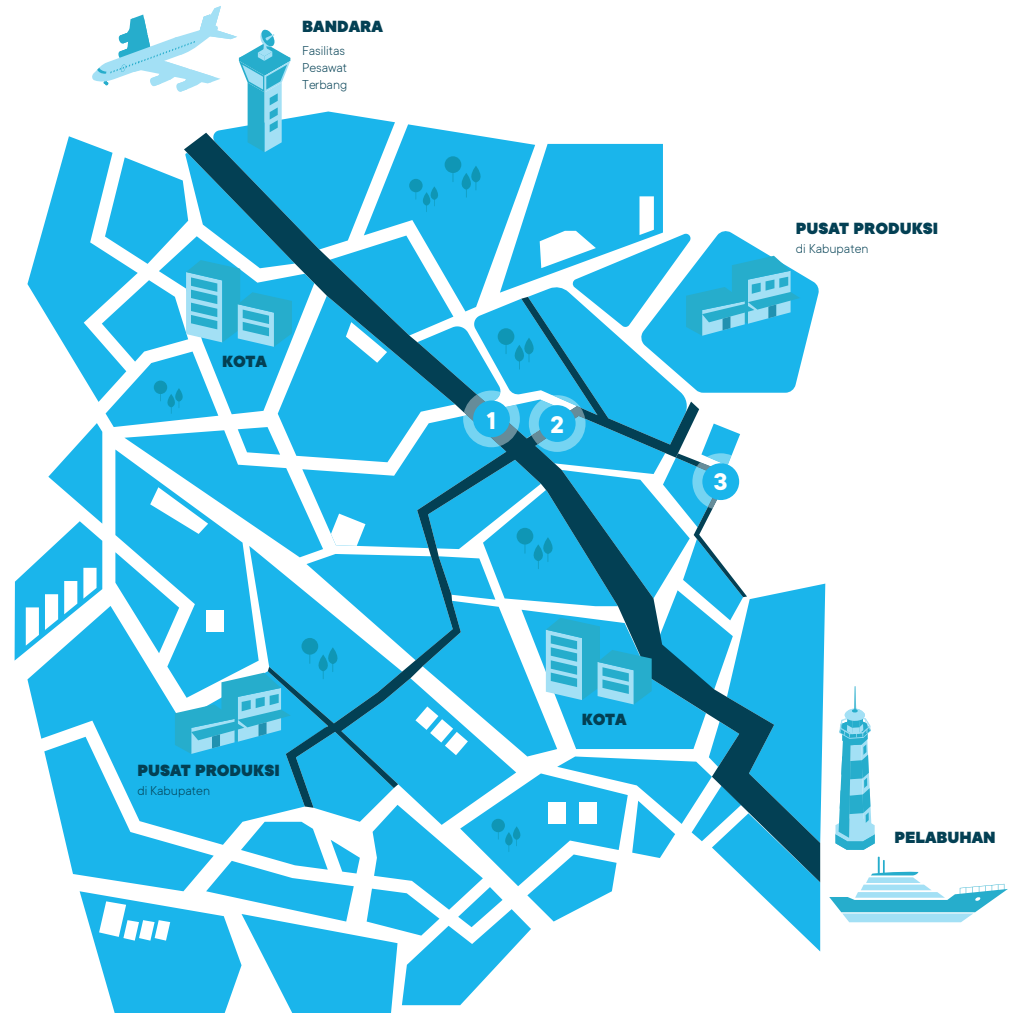 BANDARA
Fasilitas
Pesawat
Terbang
PUSAT PRODUKSI
di Kabupaten
KOTA
1
2
3
KOTA
PUSAT PRODUKSI
di Kabupaten
PELABUHAN